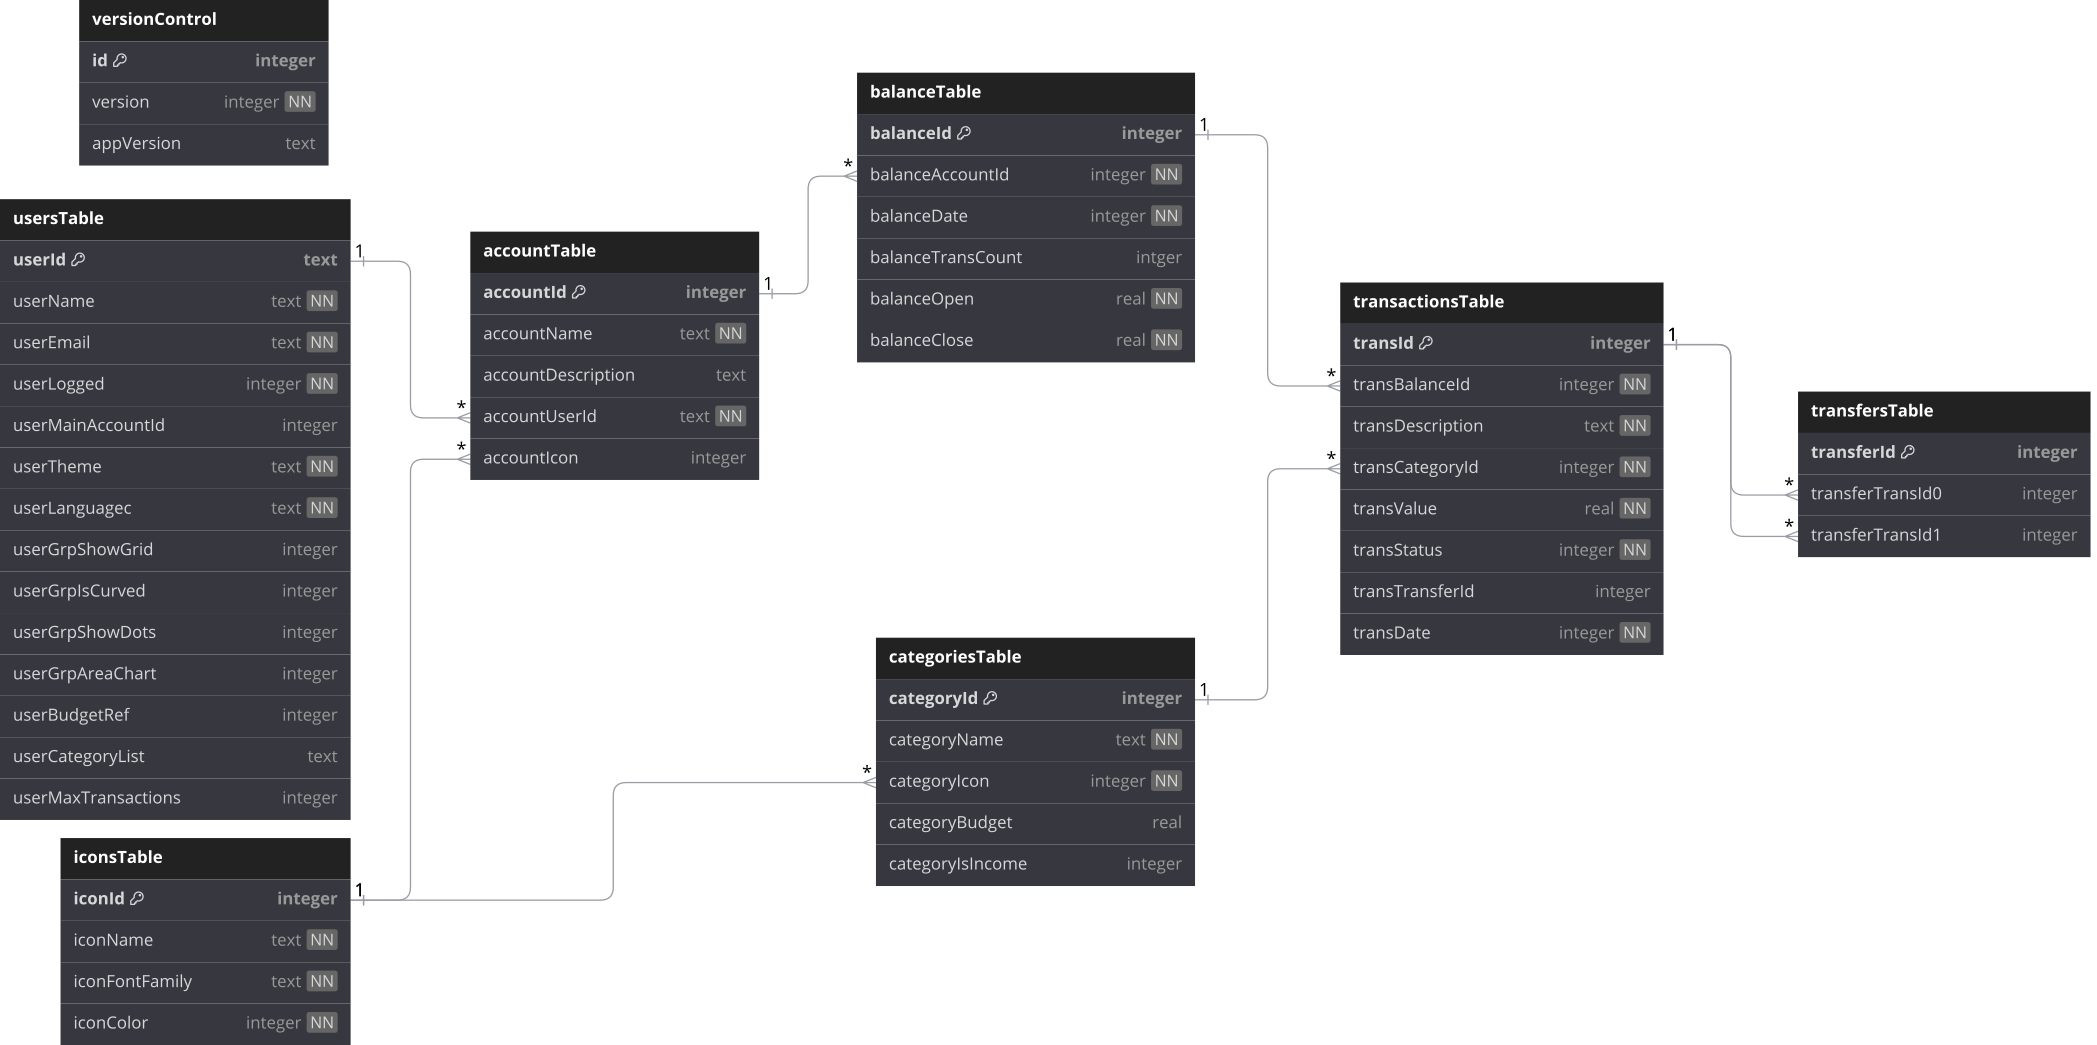 versionControl
id integer
version integer NN
appVersion text
usersTable
userId text
userName text NN
userEmail text NN
userLogged integer NN
userMainAccountId integer
userTheme text NN
userLanguagec text NN
userGrpShowGrid integer
userGrpIsCurved integer
userGrpShowDots integer
userGrpAreaChart integer
userBudgetRef integer
userCategoryList text
userMaxTransactions integer
1
iconsTable
iconId integer
iconName text NN
iconFontFamily text NN
iconColor integer NN
1
accountTable
accountId integer
accountName text NN
accountDescription text
accountUserId text NN
accountIcon integer
*
*
1
balanceTable
balanceId integer
balanceAccountId integer NN
balanceDate integer NN
balanceTransCount intger
balanceOpen real NN
balanceClose real NN
*
1
categoriesTable
categoryId integer
categoryName text NN
categoryIcon integer NN
categoryBudget real
categoryIsIncome integer
*
1
transactionsTable
transId integer
transBalanceId integer NN
transDescription text NN
transCategoryId integer NN
transValue real NN
transStatus integer NN
transTransferId integer
transDate integer NN
*
*
1
transfersTable
transferId integer
transferTransId0 integer
transferTransId1 integer
*
*